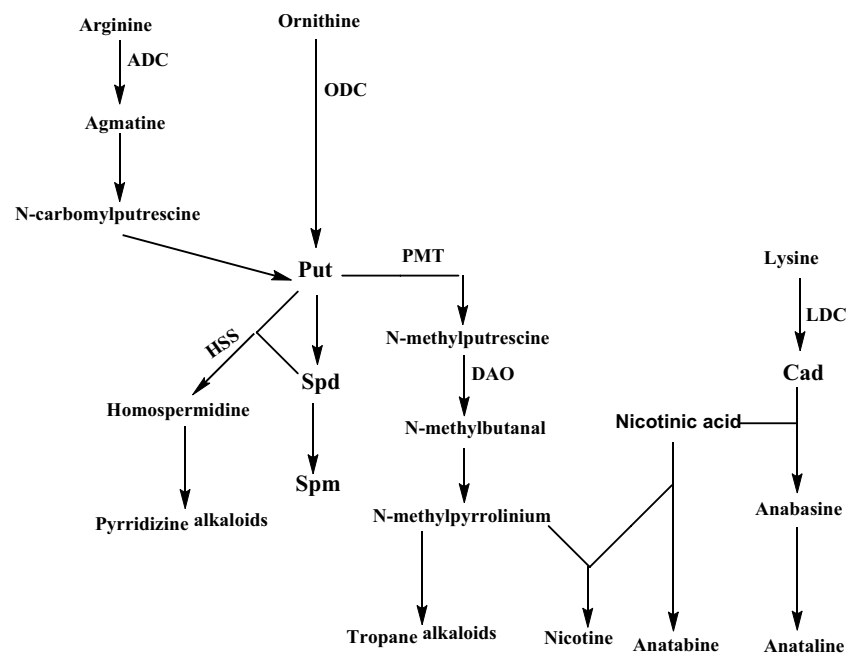 Arginine
Ornithine
ADC
ODC
Agmatine
N-carbomylputrescine
Put
PMT
Lysine
LDC
HSS
N-methylputrescine
Spd
DAO
Cad
Homospermidine
N-methylbutanal
Nicotinic acid
Spm
Pyrridizine alkaloids
N-methylpyrrolinium
Anabasine
Tropane alkaloids
Nicotine
Anatabine
Anataline